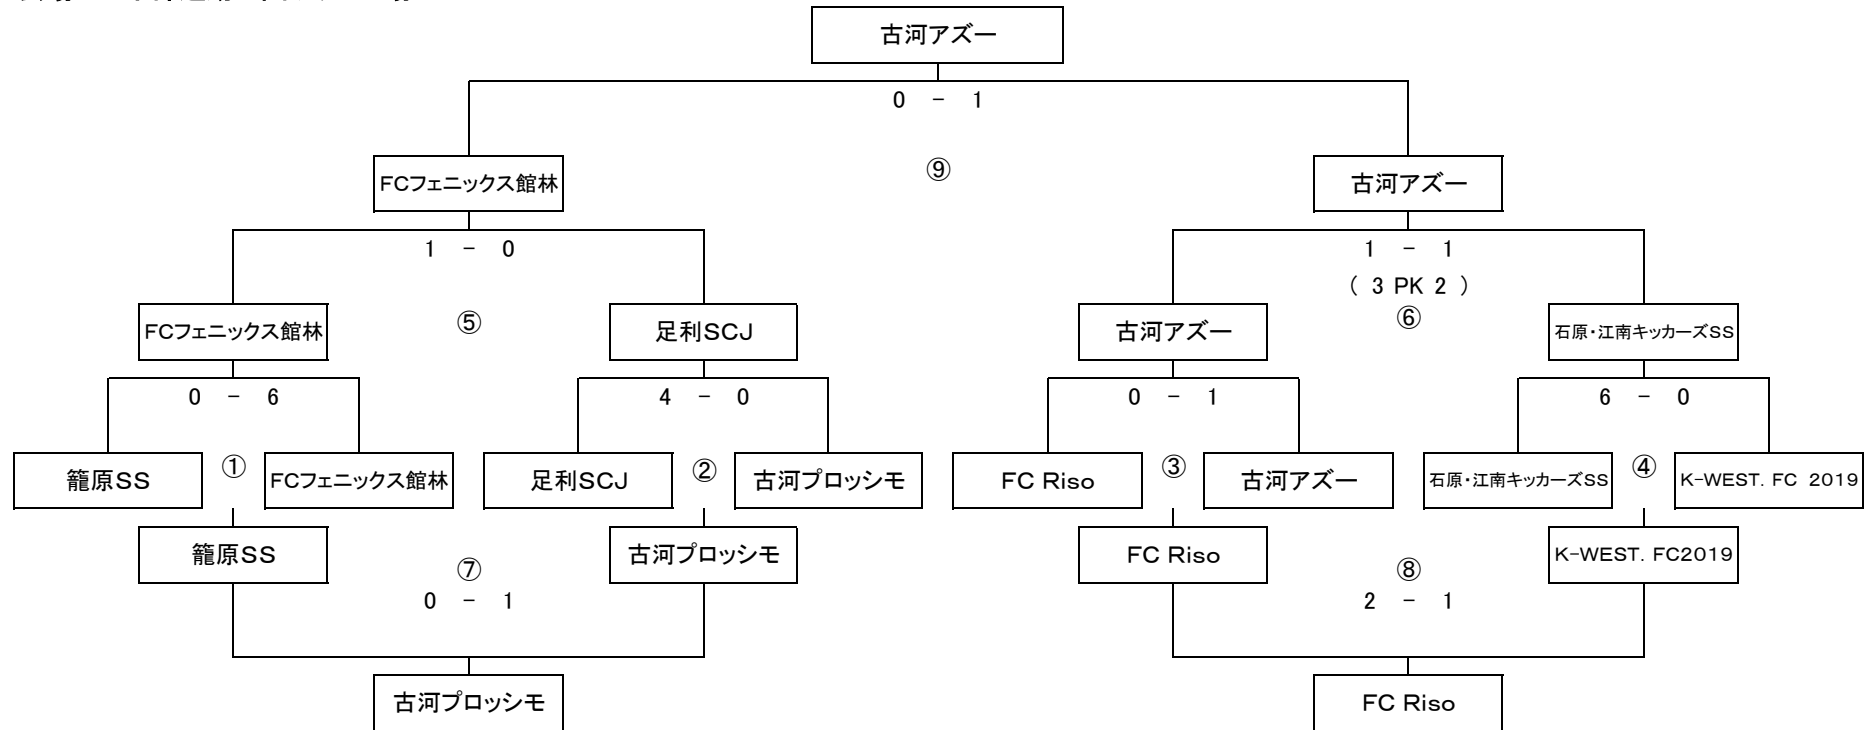 古河アズー
0 － 1
FCフェニックス館林
⑨
古河アズー
1 － 0
1 － 1
( 3 PK 2 )
FCフェニックス館林
⑤
足利SCJ
古河アズー
⑥
石原・江南キッカーズSS
0 － 6
4 － 0
0 － 1
6 － 0
籠原SS
①
FCフェニックス館林
足利SCJ
②
古河プロッシモ
FC Riso
③
古河アズー
石原・江南キッカーズSS
④
K-WEST. FC 2019
籠原SS
⑦
古河プロッシモ
FC Riso
⑧
K-WEST. FC2019
0 － 1
2 － 1
古河プロッシモ
FC Riso